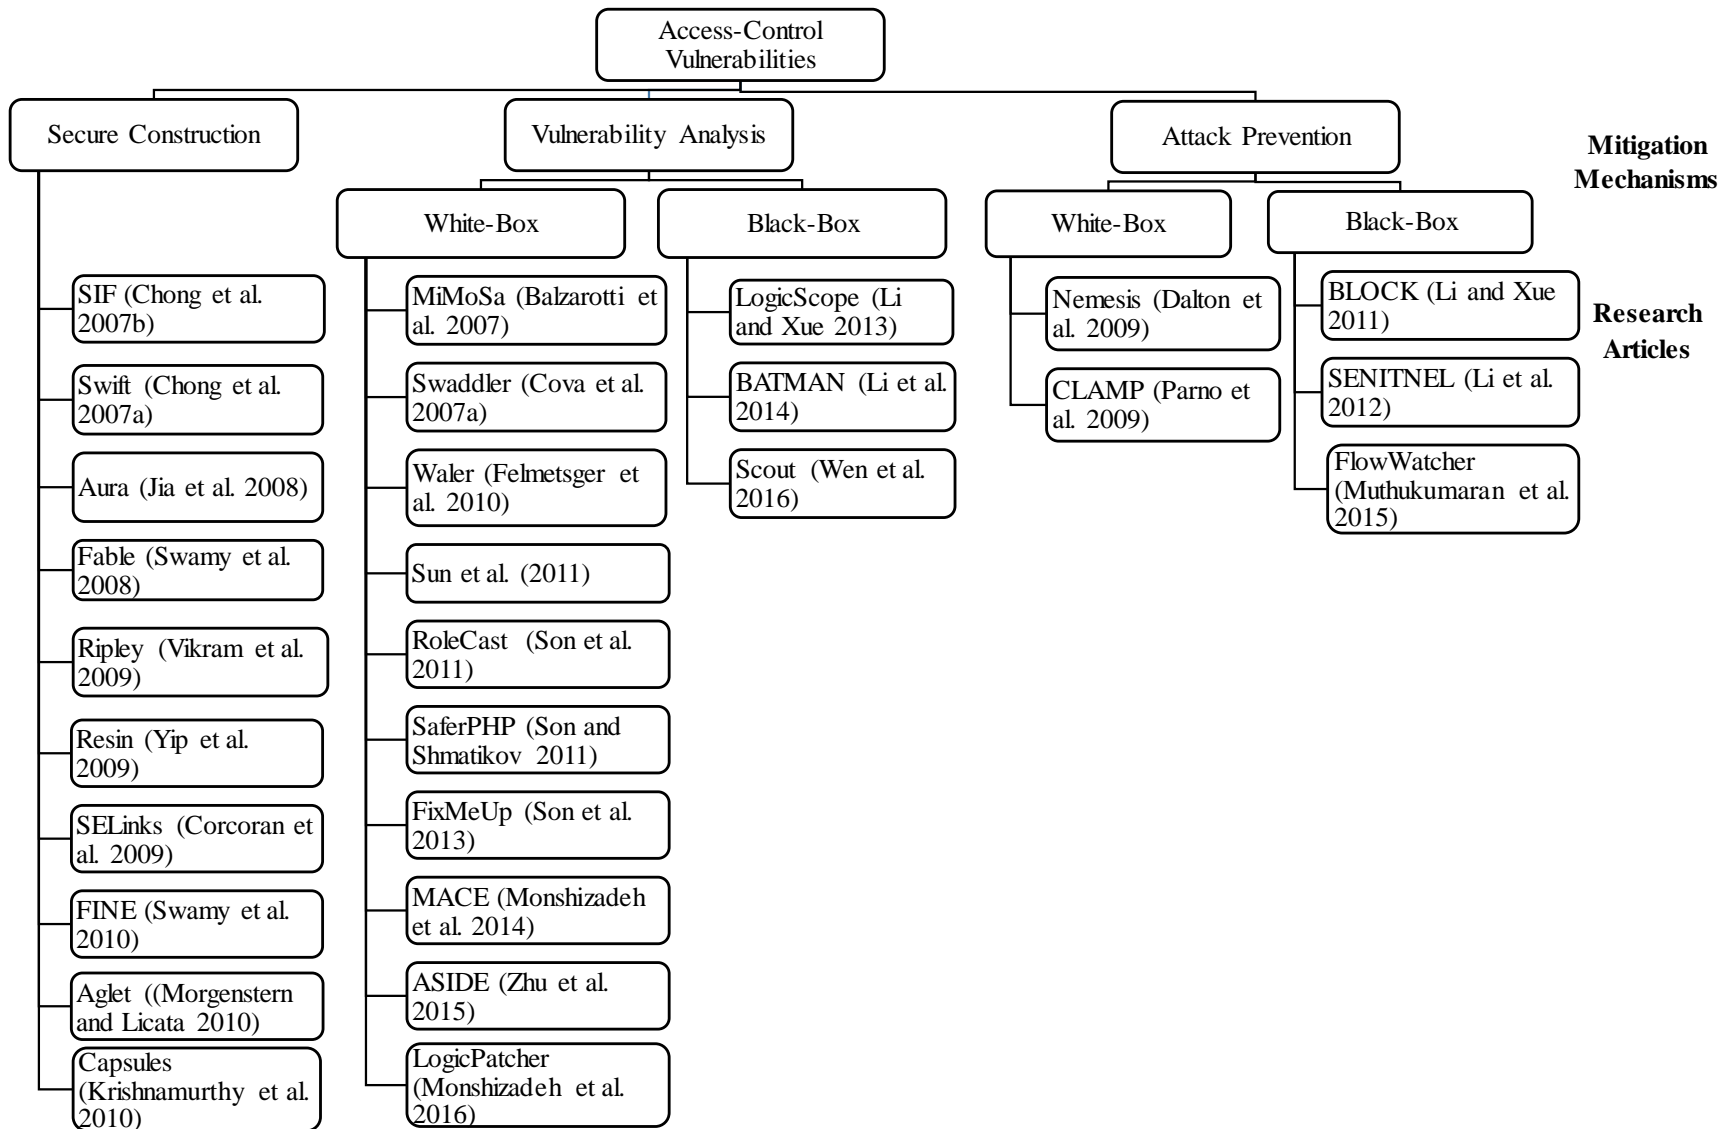 Access-Control
Vulnerabilities
Secure Construction
Vulnerability Analysis
Attack Prevention
Mitigation
Mechanisms
White-Box
Black-Box
White-Box
Black-Box
Research
Articles
SIF (Chong et al.
2007b)
Swift (Chong et al.
2007a)
Aura (Jia et al. 2008)
Fable (Swamy et al.
2008)
Ripley (Vikram et al.
2009)
Resin (Yip et al.
2009)
SELinks (Corcoran et
al. 2009)
FINE (Swamy et al.
2010)
Aglet ((Morgenstern
and Licata 2010)
Capsules
(Krishnamurthy et al.
2010)
MiMoSa (Balzarotti et
al. 2007)
Swaddler (Cova et al.
2007a)
Waler (Felmetsger et
al. 2010)
Sun et al. (2011)
RoleCast (Son et al.
2011)
SaferPHP (Son and
Shmatikov 2011)
FixMeUp (Son et al.
2013)
MACE (Monshizadeh
et al. 2014)
ASIDE (Zhu et al.
2015)
LogicPatcher
(Monshizadeh et al.
2016)
LogicScope (Li
and Xue 2013)
BATMAN (Li et al.
2014)
Scout (Wen et al.
2016)
Nemesis (Dalton et
al. 2009)
CLAMP (Parno et
al. 2009)
BLOCK (Li and Xue
2011)
SENITNEL (Li et al.
2012)
FlowWatcher
(Muthukumaran et al.
2015)